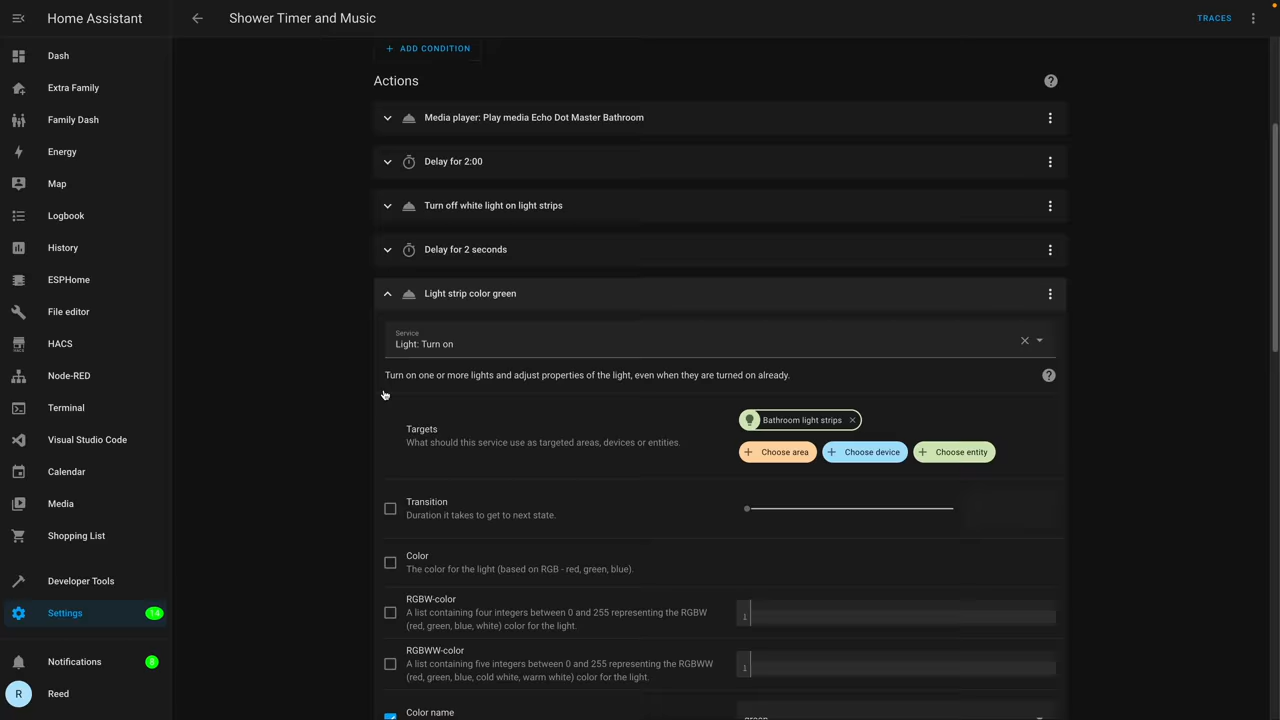 Home Assistant
Shower Timer and Music
TRACES
Dash
Extra Family
Family Dash
Energy
Map
Logbook
History
ESPHome
File editor
HACS
Node-RED
Terminal
Visual Studio Code
Calendar
Media
Shopping List
Developer Tools
Settings
14
Notifications
8
R
Reed
ADD CONDITION
Actions
Media player: Play media Echo Dot Master Bathroom
Delay for 2:00
Turn off white light on light strips
Delay for 2 seconds
Light strip color green
Service
Light: Turn on
Turn on one or more lights and adjust properties of the light, even when they are turned on already.
Targets
What should this service use as targeted areas, devices or entities.
Bathroom light strips
Choose area
Choose device
Choose entity
Transition
Duration it takes to get to next state.
Color
The color for the light (based on RGB - red, green, blue).
RGBW-color
A list containing four integers between 0 and 255 representing the RGBW
(red, green, blue, white) color for the light.
1
RGBWW-color
A list containing five integers between 0 and 255 representing the RGBWW
(red, green, blue, cold white, warm white) color for the light.
1
Color name
green